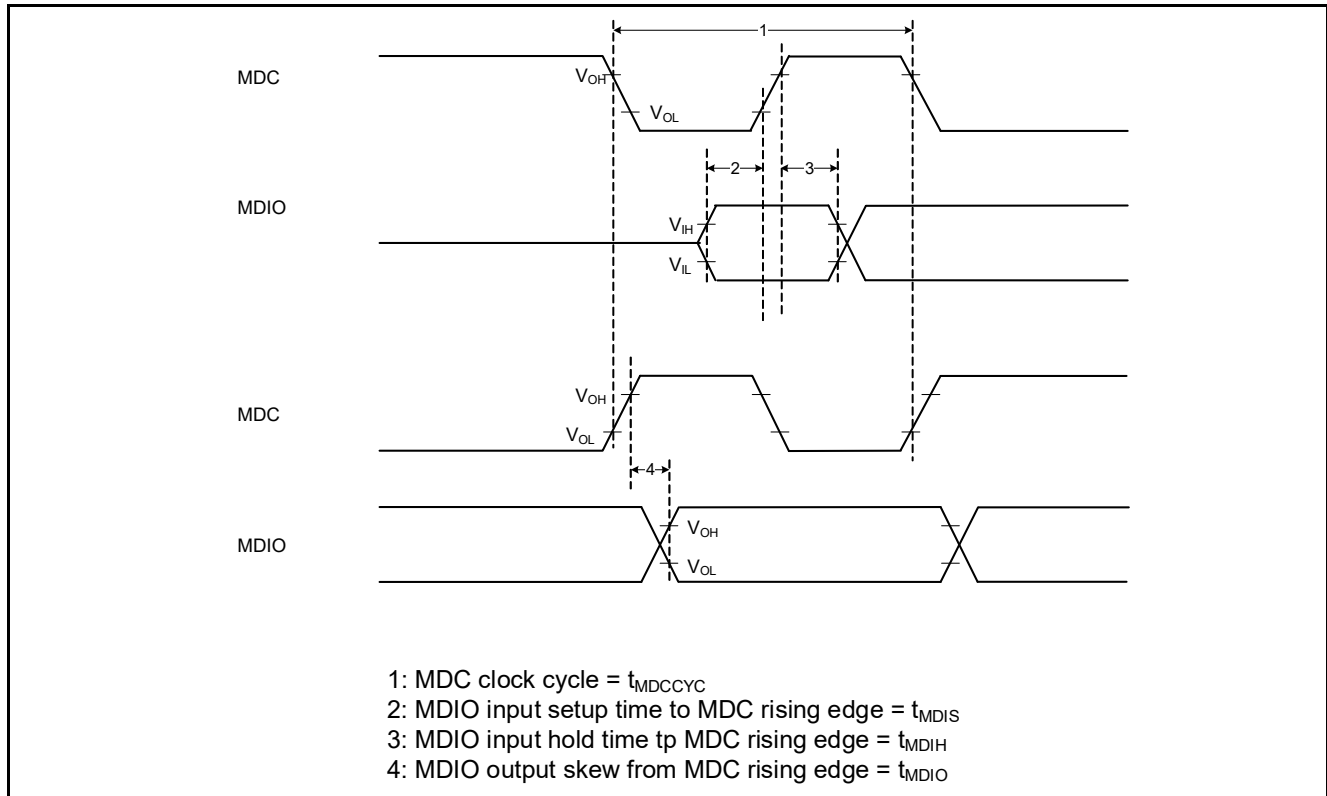 1
MDC
VOH
VOL
2
3
MDIO
VIH
VIL
VOH
MDC
VOL
4
VOH
MDIO
VOL
1: MDC clock cycle = tMDCCYC
2: MDIO input setup time to MDC rising edge = tMDIS
3: MDIO input hold time tp MDC rising edge = tMDIH
4: MDIO output skew from MDC rising edge = tMDIO